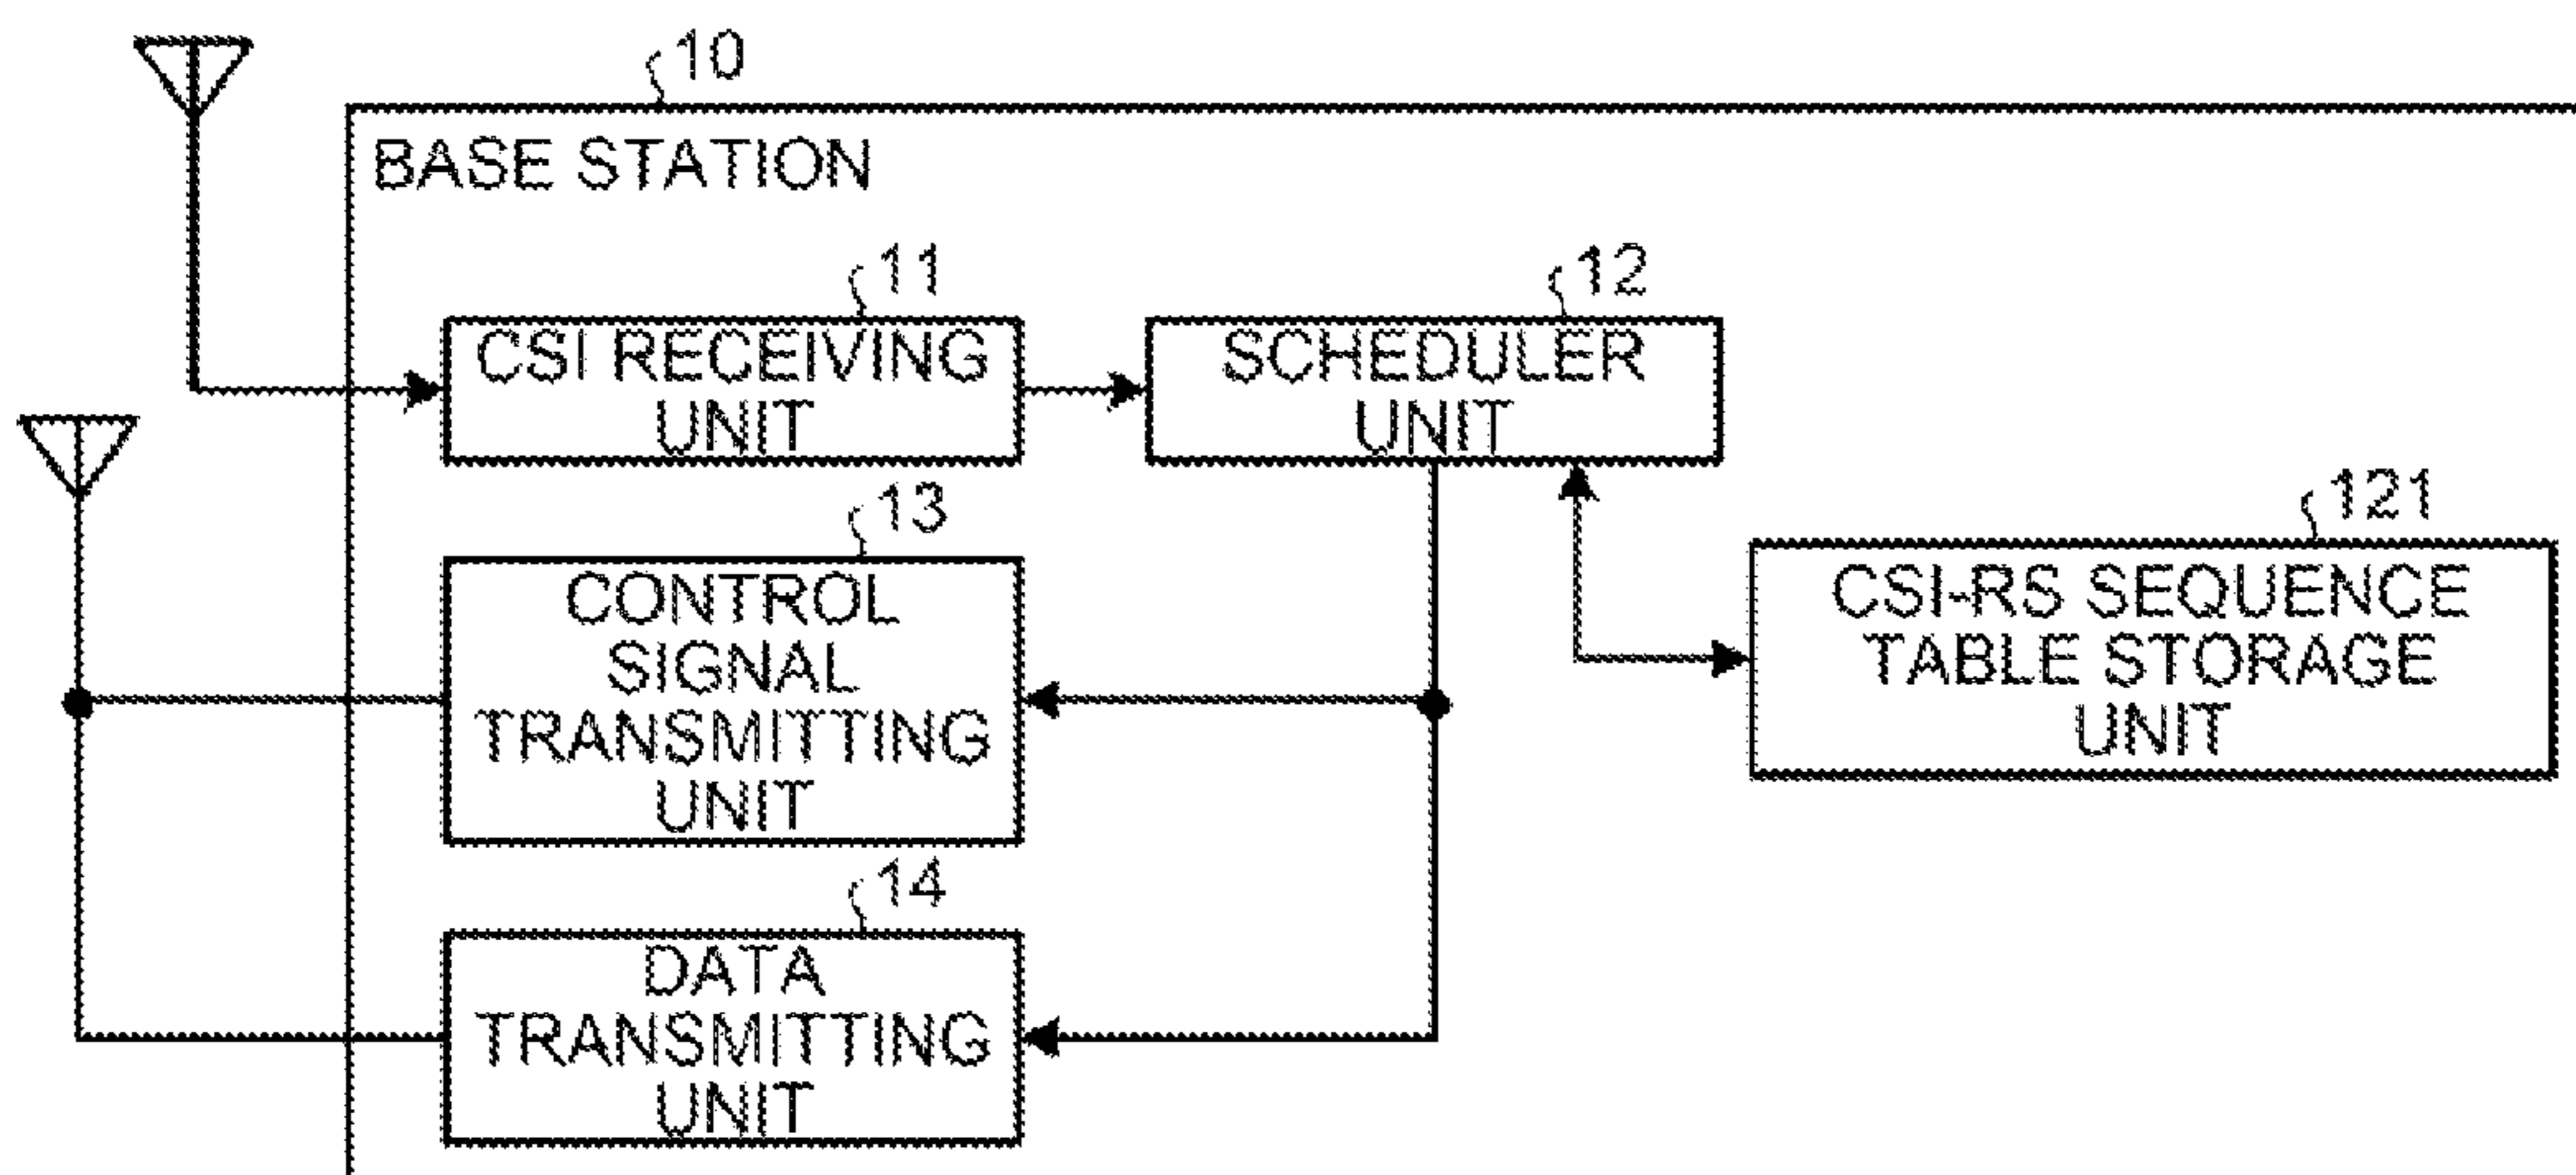 10
BASE STATION
11
CSI RECEIVING
UNIT
12
SCHEDULER
UNIT
13
CONTROL
SIGNAL
TRANSMITTING
UNIT
121
CSI-RS SEQUENCE
TABLE STORAGE
UNIT
14
DATA
TRANSMITTING
UNIT